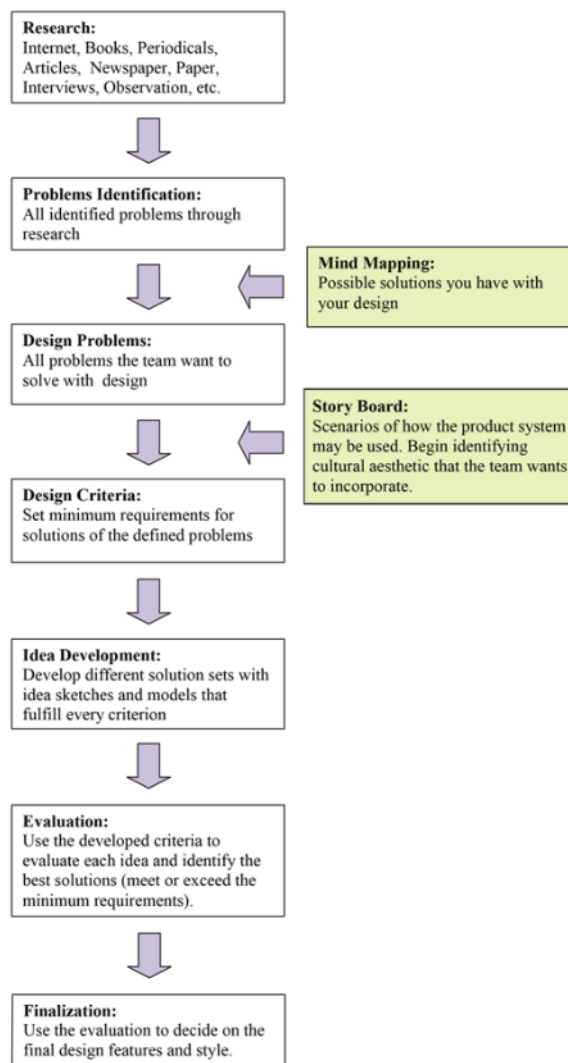 Research:
Internet, Books, Periodicals,
Articles, Newspaper, Paper,
Interviews, Observation, etc.
Problems Identification:
All identified problems through
research
Mind Mapping:
Possible solutions you have with
your design
Design Problems:
All problems the team want to
solve with design
Story Board:
Scenarios of how the product system
may be used. Begin identifying
cultural aesthetic that the team wants
to incorporate.
Design Criteria:
Set minimum requirements for
solutions of the defined problems
Idea Development:
Develop different solution sets with
idea sketches and models that
fulfill every criterion
Evaluation:
Use the developed criteria to
evaluate each idea and identify the
best solutions (meet or exceed the
minimum requirements).
Finalization:
Use the evaluation to decide on the
final design features and style.